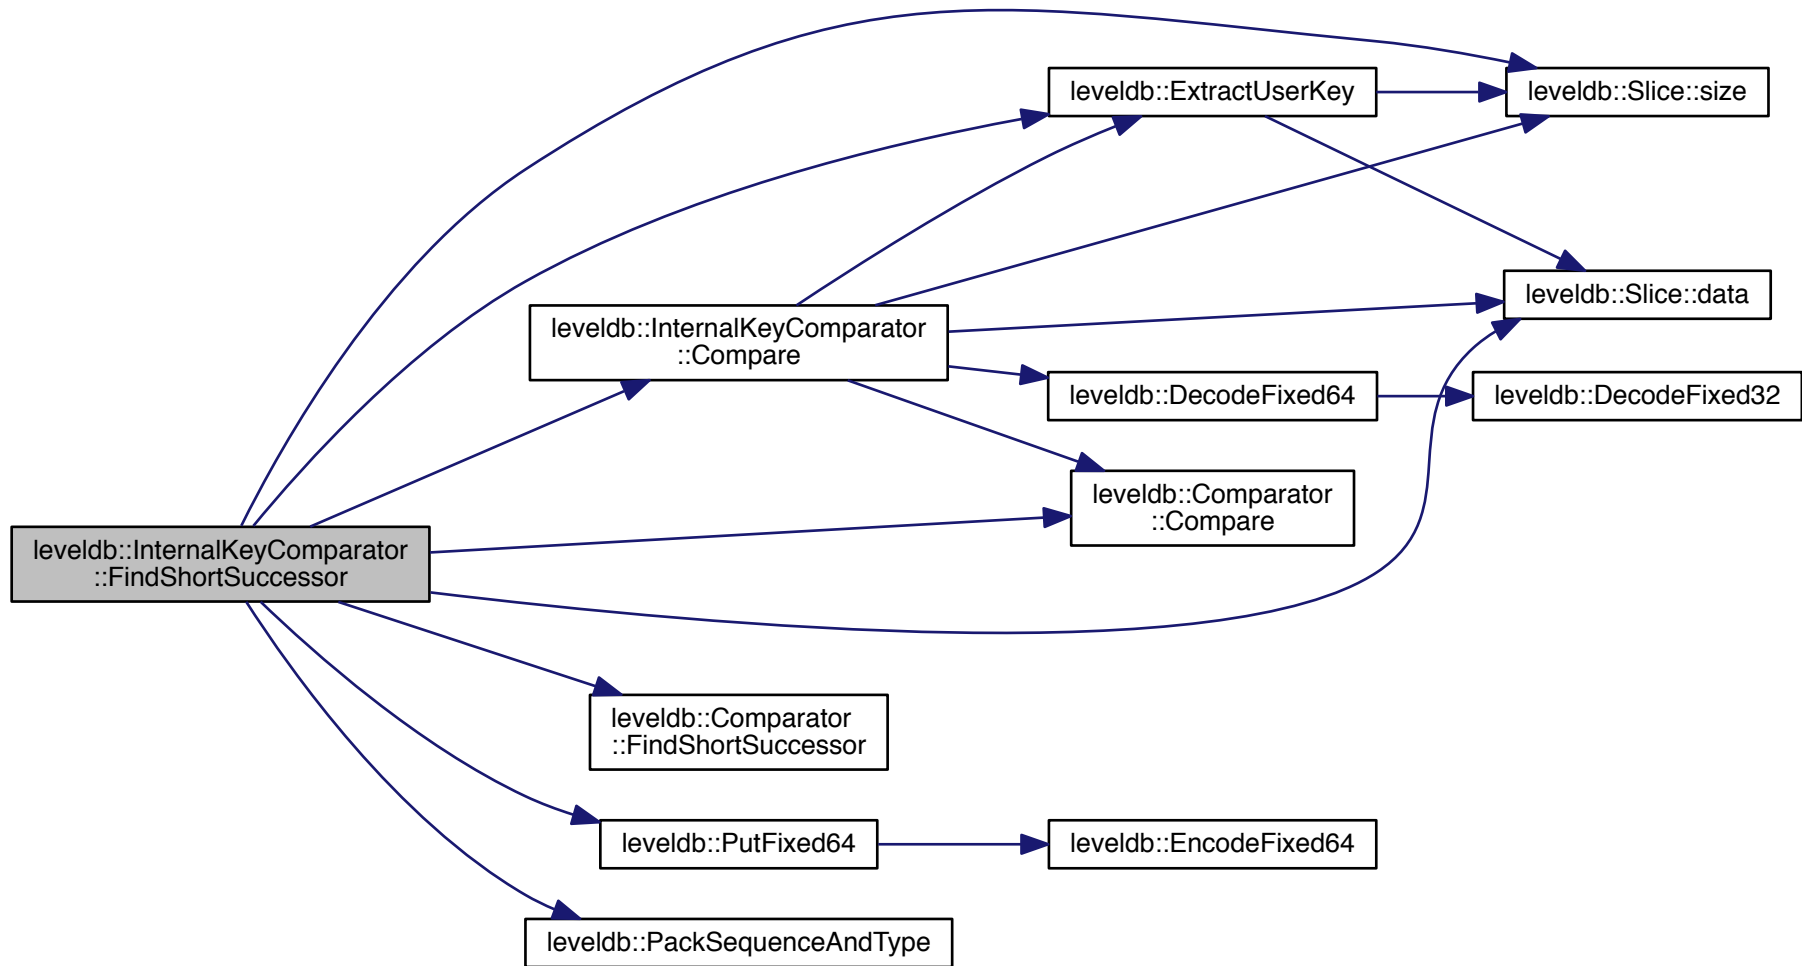 leveldb::ExtractUserKey
leveldb::Slice::size
leveldb::Slice::data
leveldb::InternalKeyComparator
::Compare
leveldb::DecodeFixed64
leveldb::DecodeFixed32
leveldb::Comparator
::Compare
leveldb::InternalKeyComparator
::FindShortSuccessor
leveldb::Comparator
::FindShortSuccessor
leveldb::PutFixed64
leveldb::EncodeFixed64
leveldb::PackSequenceAndType